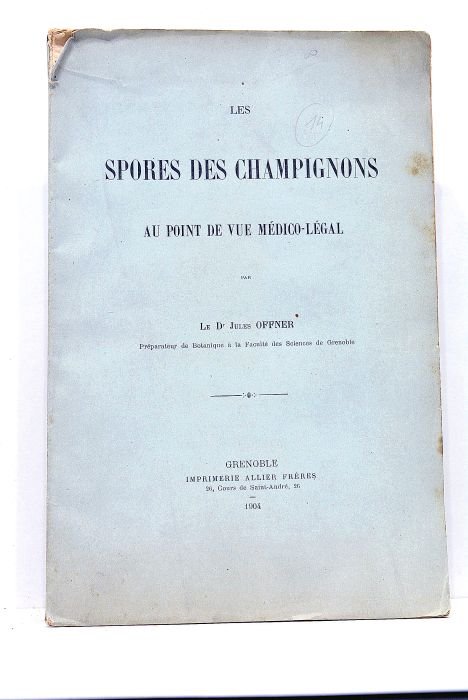 LES
14
SPORES DES CHAMPIGNONS
AU POINT DE VUE MÉDICO-LÉGAL
PAR
LE Dr JULES OFFNER
Préparateur de Botanique à la Faculté des Sciences de Grenoble
GRENOBLE
IMPRIMERIE ALLIER FRÈRES
26, Cours de Saint-André, 26
1904